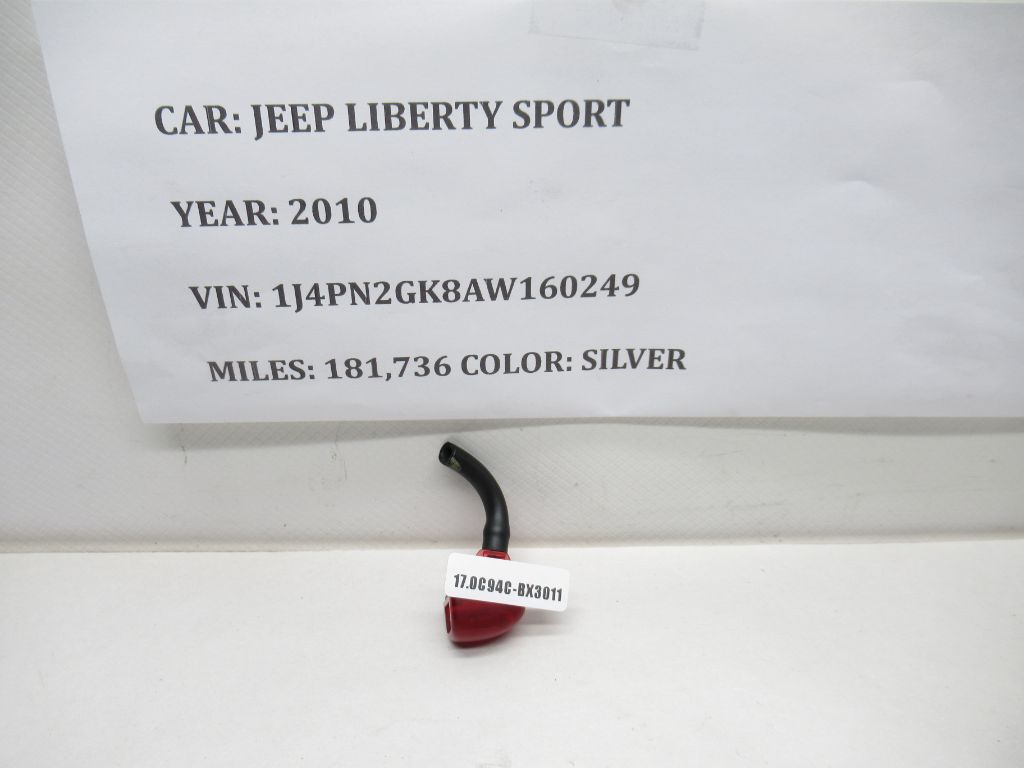 CAR: JEEP LIBERTY SPORT
YEAR: 2010
VIN: 1J4PN2GK8AW160249
MILES: 181,736 COLOR: SILVER
17.0C94C-BX3011